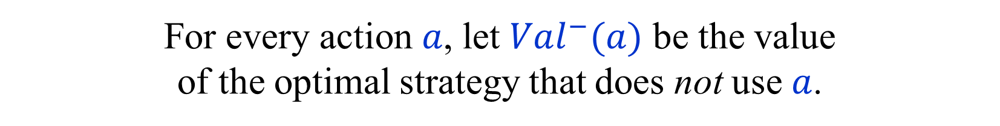 For every action a, let Val⁻(a) be the value
of the optimal strategy that does not use a.